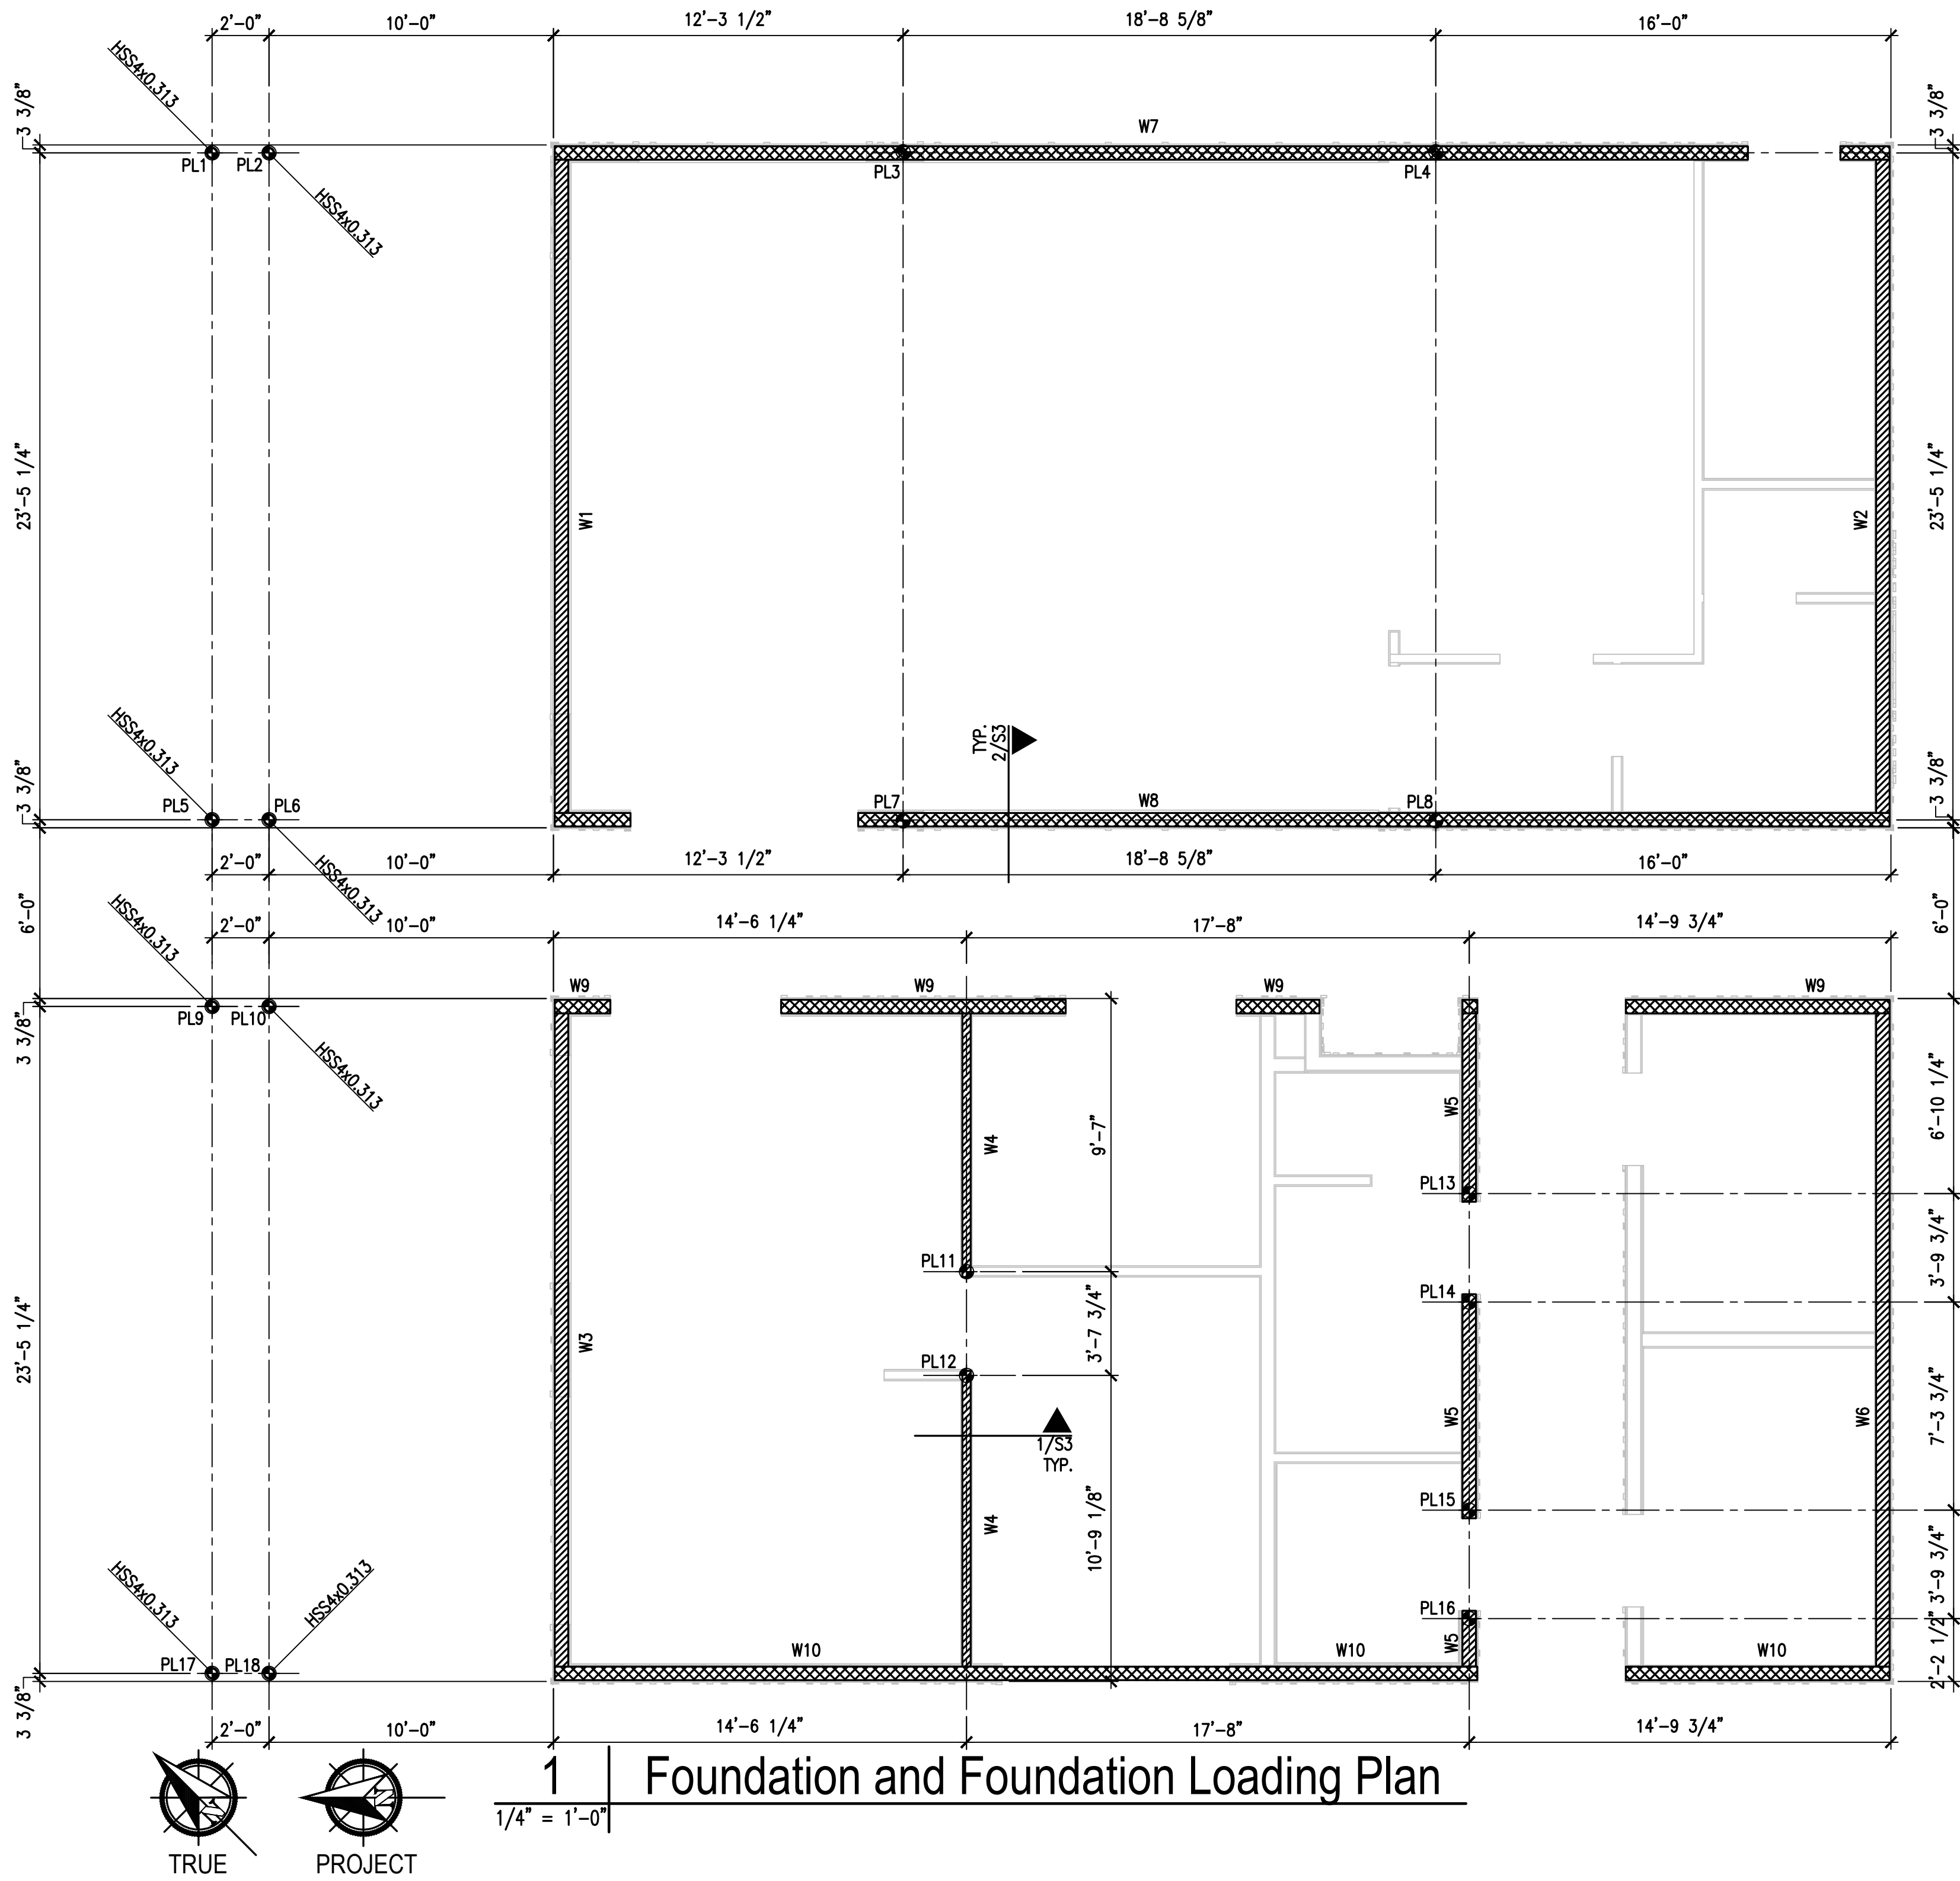 2'-0" 10'-0" 12'-3 1/2" 18'-8 5/8" 16'-0"
HSS4x0.313
3 3/8"
3 3/8"
W7
PL1 PL2 PL3 PL4
HSS4x0.313
23'-5 1/4"
W1
W2
23'-5 1/4"
HSS4x0.313
TYP.
2/S3
3 3/8"
3 3/8"
PL5 PL6 PL7 W8 PL8
2'-0" 10'-0" 12'-3 1/2" 18'-8 5/8" 16'-0"
HSS4x0.313
HSS4x0.313
6'-0"
6'-0"
2'-0" 10'-0" 14'-6 1/4" 17'-8" 14'-9 3/4"
W9 W9 W9 W9
3 3/8"
PL9 PL10
HSS4x0.313
W4
9'-7"
W5
6'-10 1/4"
PL13
PL11
3'-9 3/4"
PL14
23'-5 1/4"
W3
3'-7 3/4"
PL12
W5
W6
7'-3 3/4"
1/S3
TYP.
W4
10'-9 1/8"
PL15
3'-9 3/4"
HSS4x0.313
HSS4x0.313
PL16
W5
PL17 PL18
W10 W10 W10
2'-2 1/2"
3 3/8"
2'-0" 10'-0" 14'-6 1/4" 17'-8" 14'-9 3/4"
1 Foundation and Foundation Loading Plan
1/4" = 1'-0"
N N
TRUE PROJECT